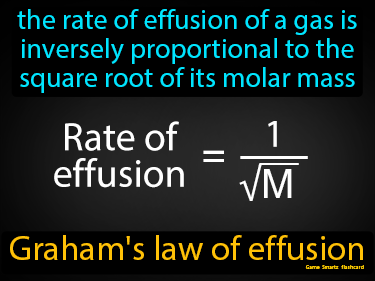 the rate of effusion of a gas is
inversely proportional to the
square root of its molar mass
Rate of
effusion = 1/√M
Graham's law of effusion
Game Smartz flashcard